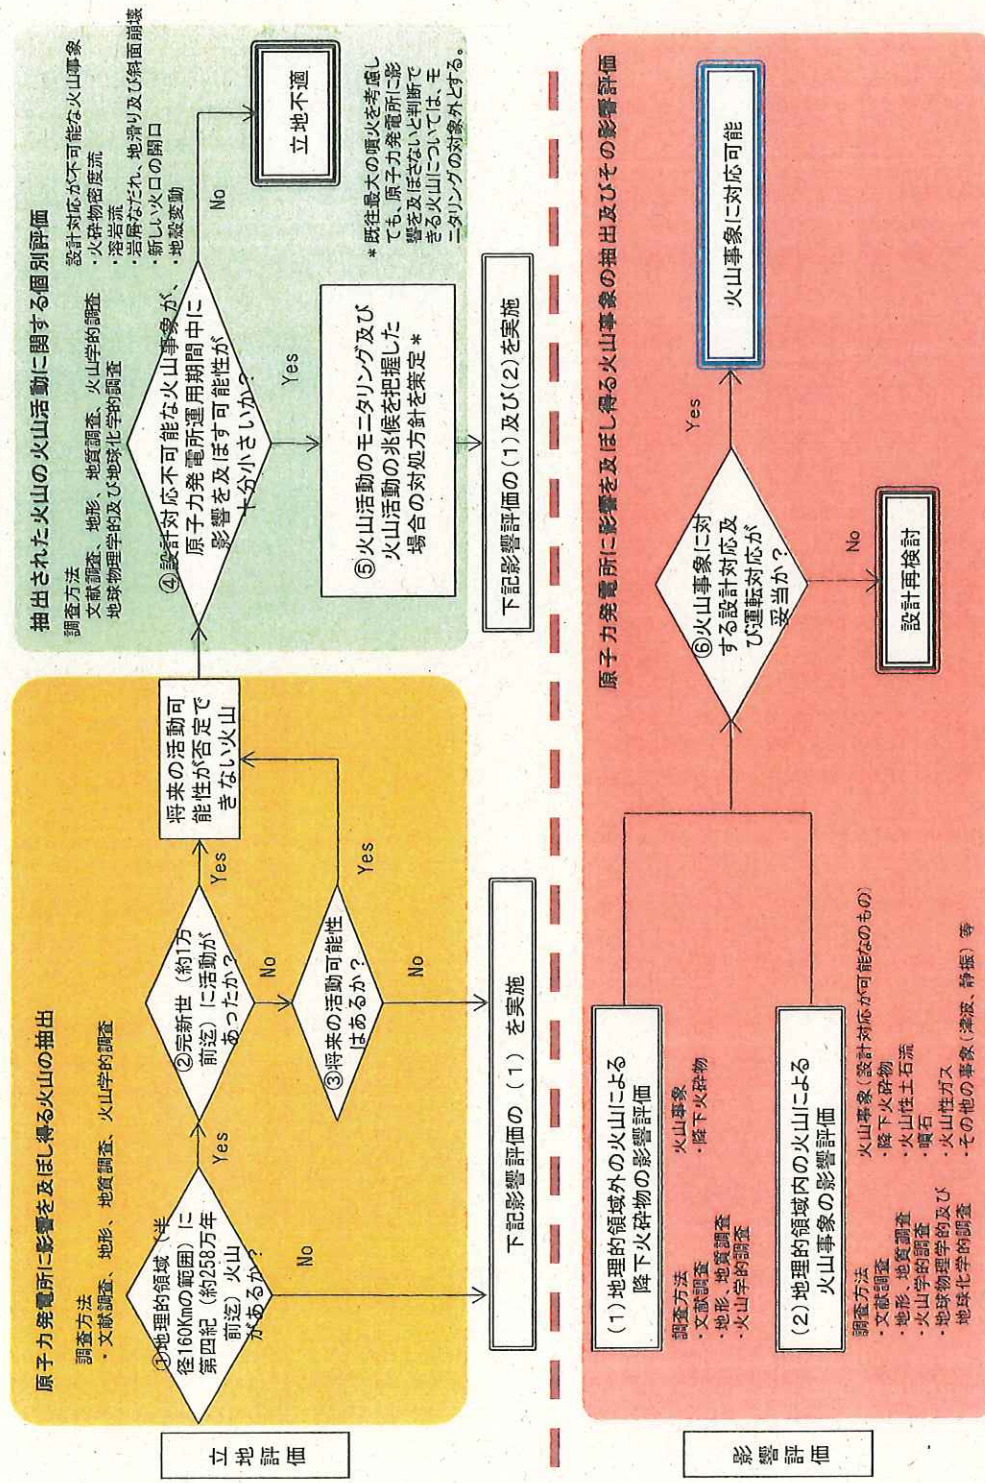 立地評価
原子力発電所に影響を及ぼし得る火山の抽出
調査方法
・文献調査、地形、地質調査、火山学的調査
①地理的領域（半
径160Kmの範囲）に
第四紀（約258万年
前迄）火山
があるか？
Yes
No
②完新世（約1万
前迄）に活動が
あったか？
Yes
No
③将来の活動可能性
はあるか？
Yes
No
将来の活動可
能性が否定で
きない火山
下記影響評価の（1）を実施
抽出された火山の火山活動に関する個別評価
調査方法
文献調査、地形、地質調査、火山学的調査
地球物理学的及び地球化学的調査
設計対応が不可能な火山事象
・火砕物密度流
・溶岩流
・岩屑なだれ、地滑り及び斜面崩壊
・新しい火口の開口
・地殻変動
④設計対応不可能な火山事象が、
原子力発電所運用期間中に
影響を及ぼす可能性が
十分小さいか？
No
立地不適
Yes
⑤火山活動のモニタリング及び
火山活動の兆候を把握した
場合の対処方針を策定＊
＊既往最大の噴火を考慮し
ても、原子力発電所に影
響を及ぼさないと判断で
きる火山については、モ
ニタリングの対象外とする。
下記影響評価の(1)及び(2)を実施
影響評価
原子力発電所に影響を及ぼし得る火山事象の抽出及びその影響評価
(1)地理的領域外の火山による
降下火砕物の影響評価
調査方法
・文献調査
・地形、地質調査
・火山学的調査
火山事象
・降下火砕物
(2)地理的領域内の火山による
火山事象の影響評価
調査方法
・文献調査
・地形、地質調査
・火山学的調査
・地球物理学的及び
地球化学的調査
火山事象(設計対応が可能なもの)
・降下火砕物
・火山性土石流
・噴石
・火山性ガス
・その他の事象(津波、静振)等
⑥火山事象に対
する設計対応及
び運転対応が
妥当か？
Yes
火山事象に対応可能
No
設計再検討